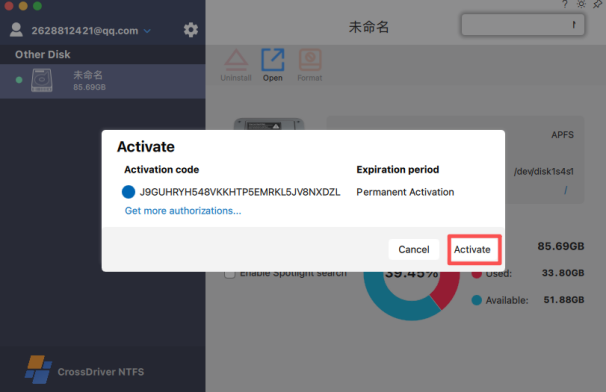 2628812421@qq.com
Other Disk
未命名
85.69GB
CrossDriver NTFS
?
未命名
Uninstall
Open
Format
APFS
/dev/disk1s4s1
/
Activate
Activation code
Expiration period
J9GUHRYH548VKKHTP5EMRKL5JV8NXDZL
Permanent Activation
Get more authorizations...
Cancel
Activate
85.69GB
Enable Spotlight search
39.45%
Used:
33.80GB
Available:
51.88GB